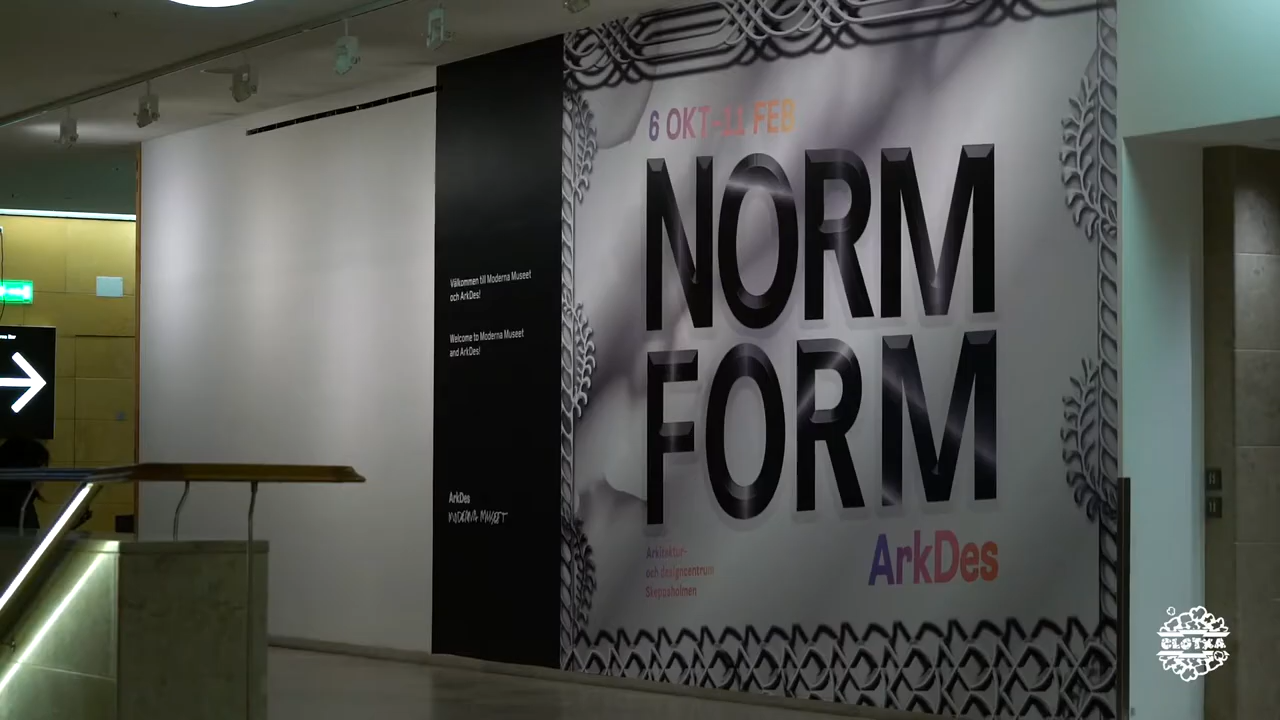 6 OKT–11 FEB
NORM
FORM
Arkitektur-
och designcentrum
Skeppsholmen
ArkDes
Välkommen till Moderna Museet
och ArkDes!
Welcome to Moderna Museet
and ArkDes!
ArkDes
MODERNA MUSEET
CLOTXA